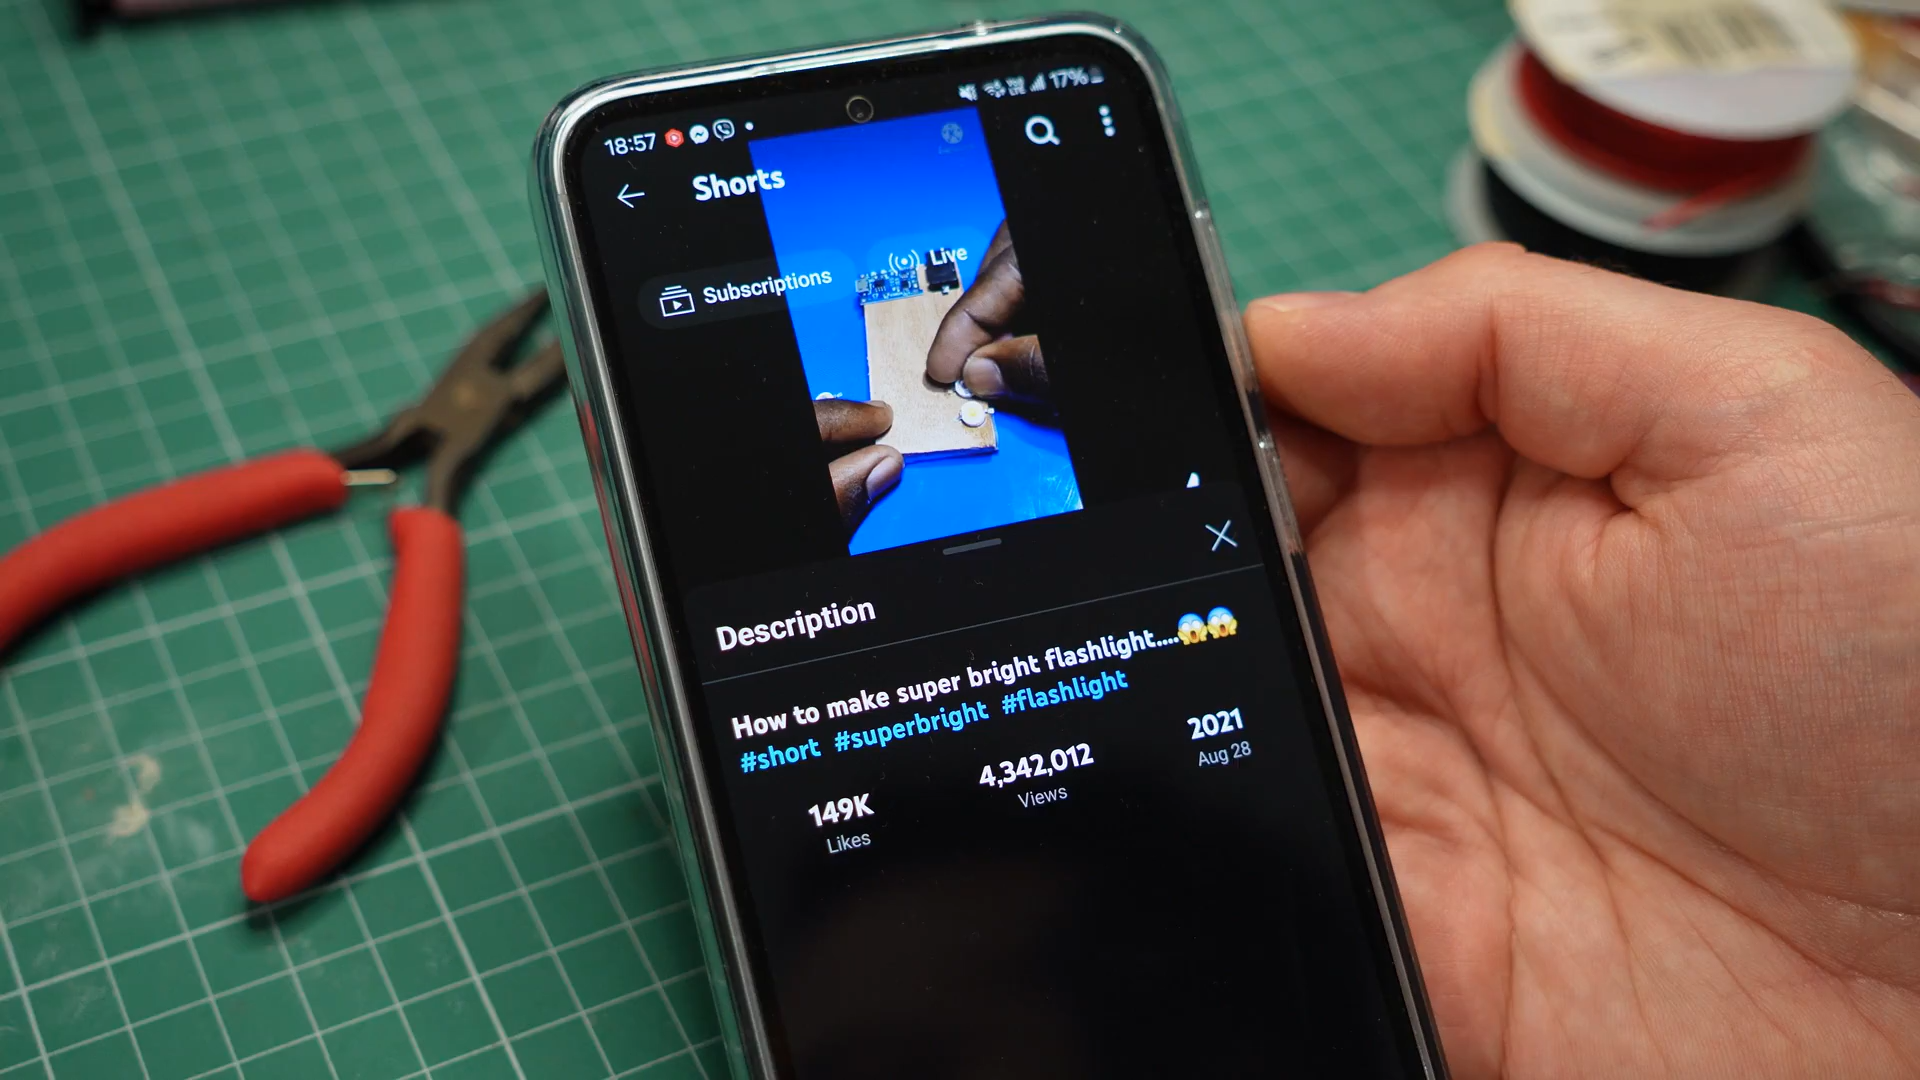 18:57
17%
Shorts
Subscriptions
Live
Description
How to make super bright flashlight....😱😱
#short #superbright #flashlight
149K
Likes
4,342,012
Views
2021
Aug 28